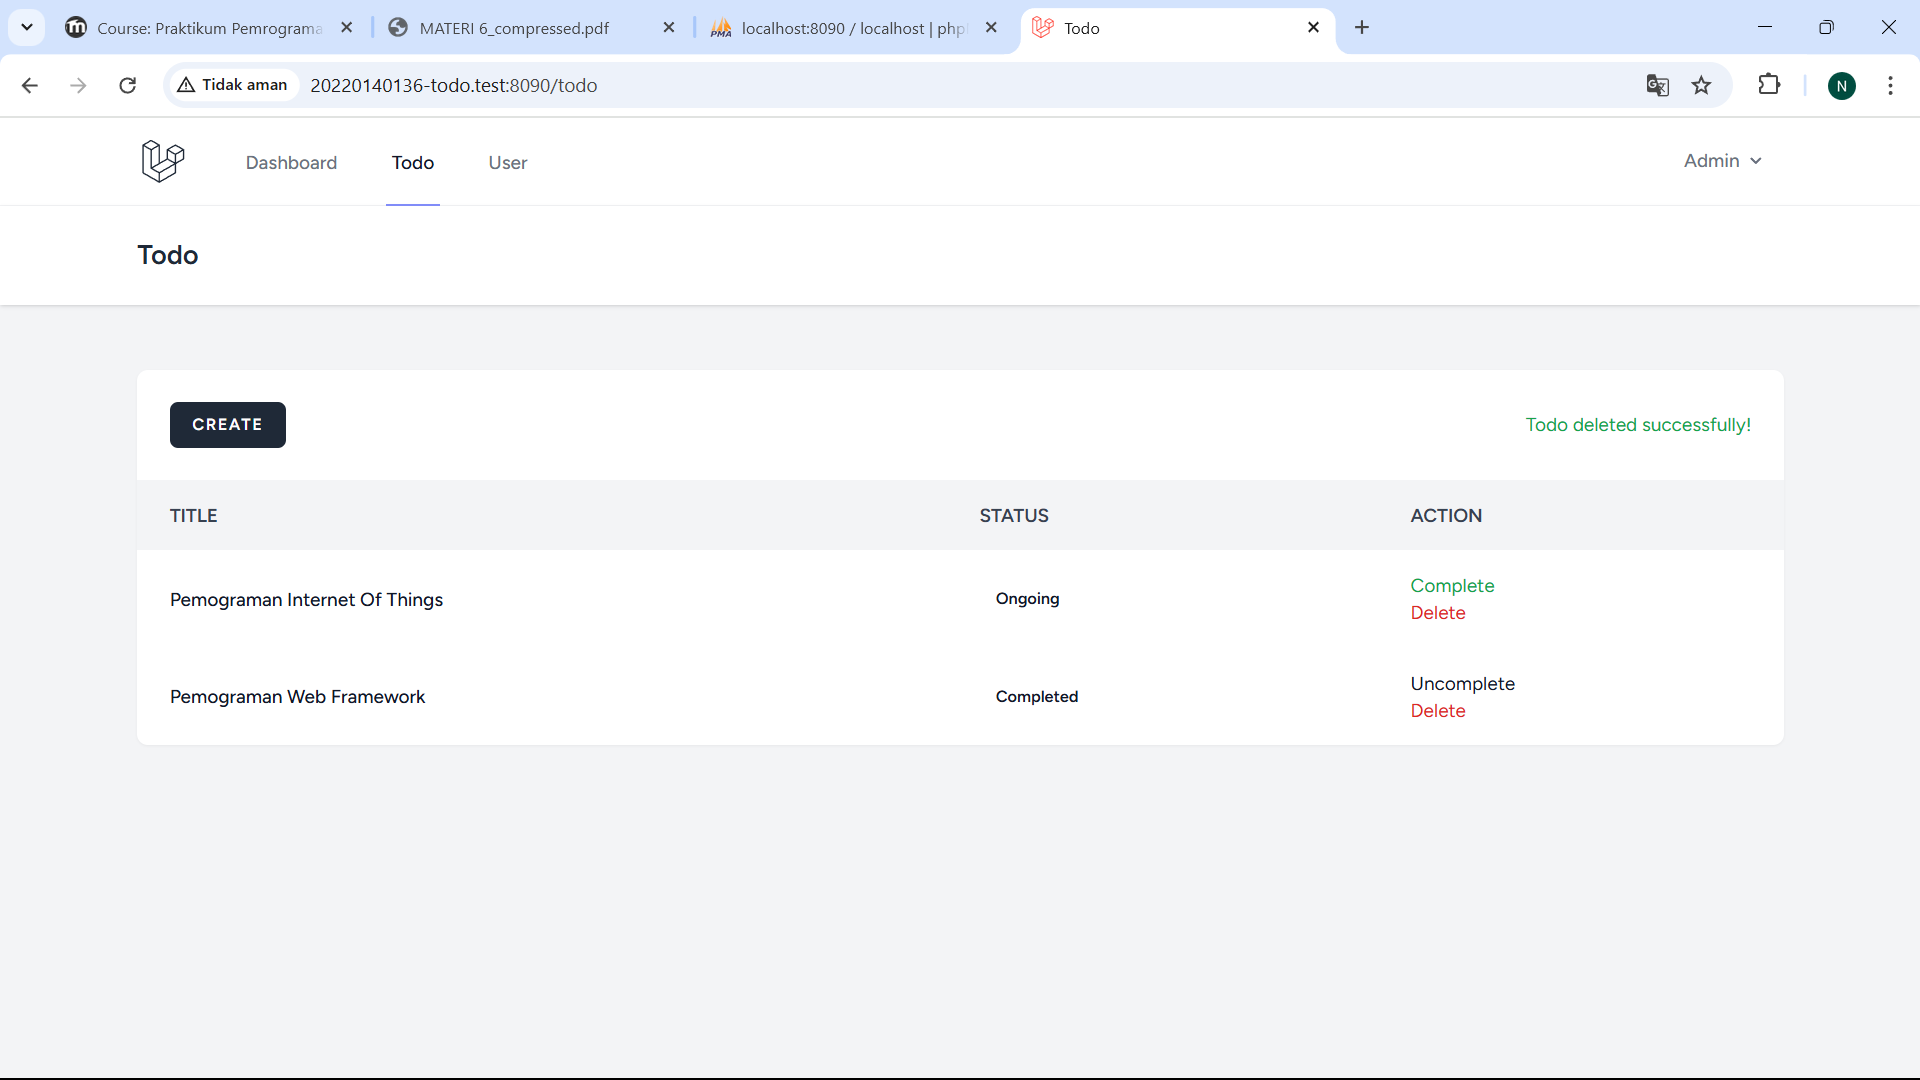 Course: Praktikum Pemrograma
MATERI 6_compressed.pdf
localhost:8090 / localhost | php
Todo
Tidak aman
20220140136-todo.test:8090/todo
N
Dashboard
Todo
User
Admin
Todo
CREATE
Todo deleted successfully!
TITLE
STATUS
ACTION
Pemograman Internet Of Things
Ongoing
Complete
Delete
Pemograman Web Framework
Completed
Uncomplete
Delete